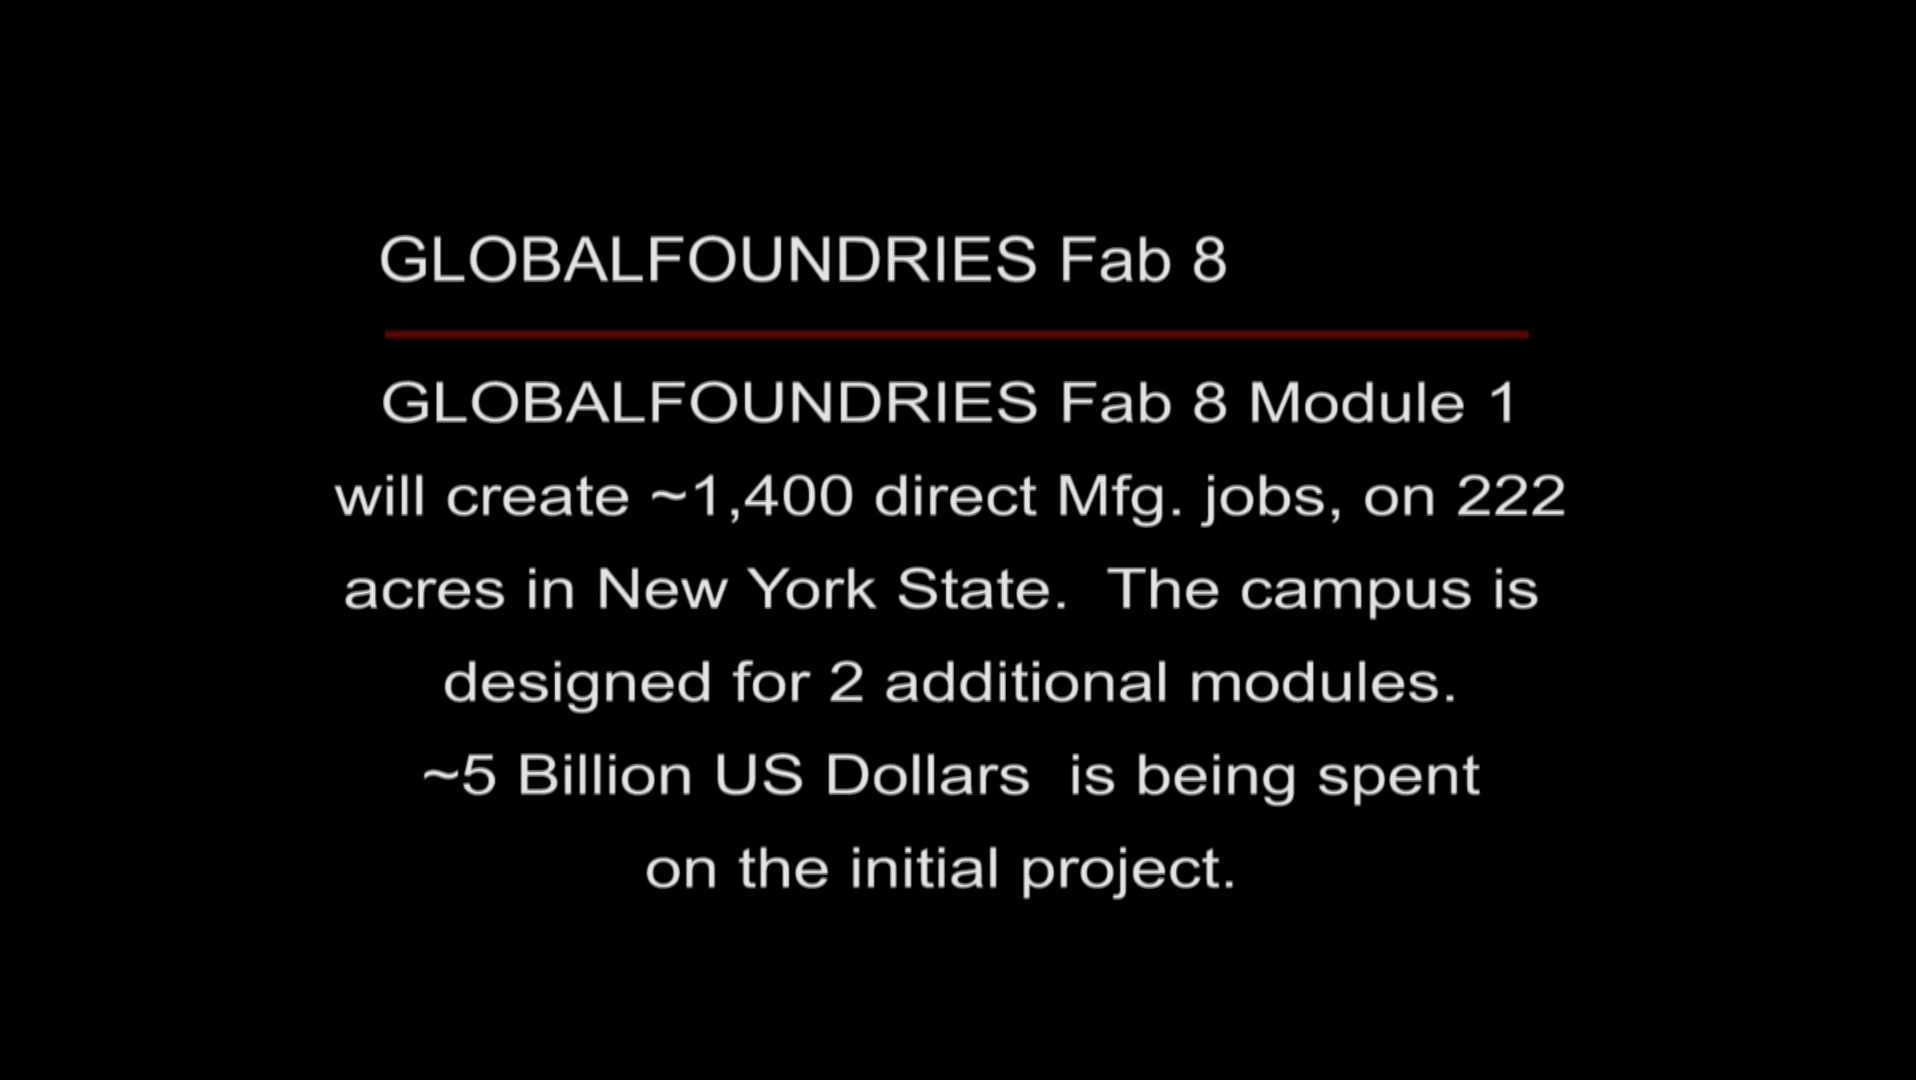 GLOBALFOUNDRIES Fab 8
GLOBALFOUNDRIES Fab 8 Module 1
will create ~1,400 direct Mfg. jobs, on 222
acres in New York State.  The campus is
designed for 2 additional modules.
~5 Billion US Dollars  is being spent
on the initial project.